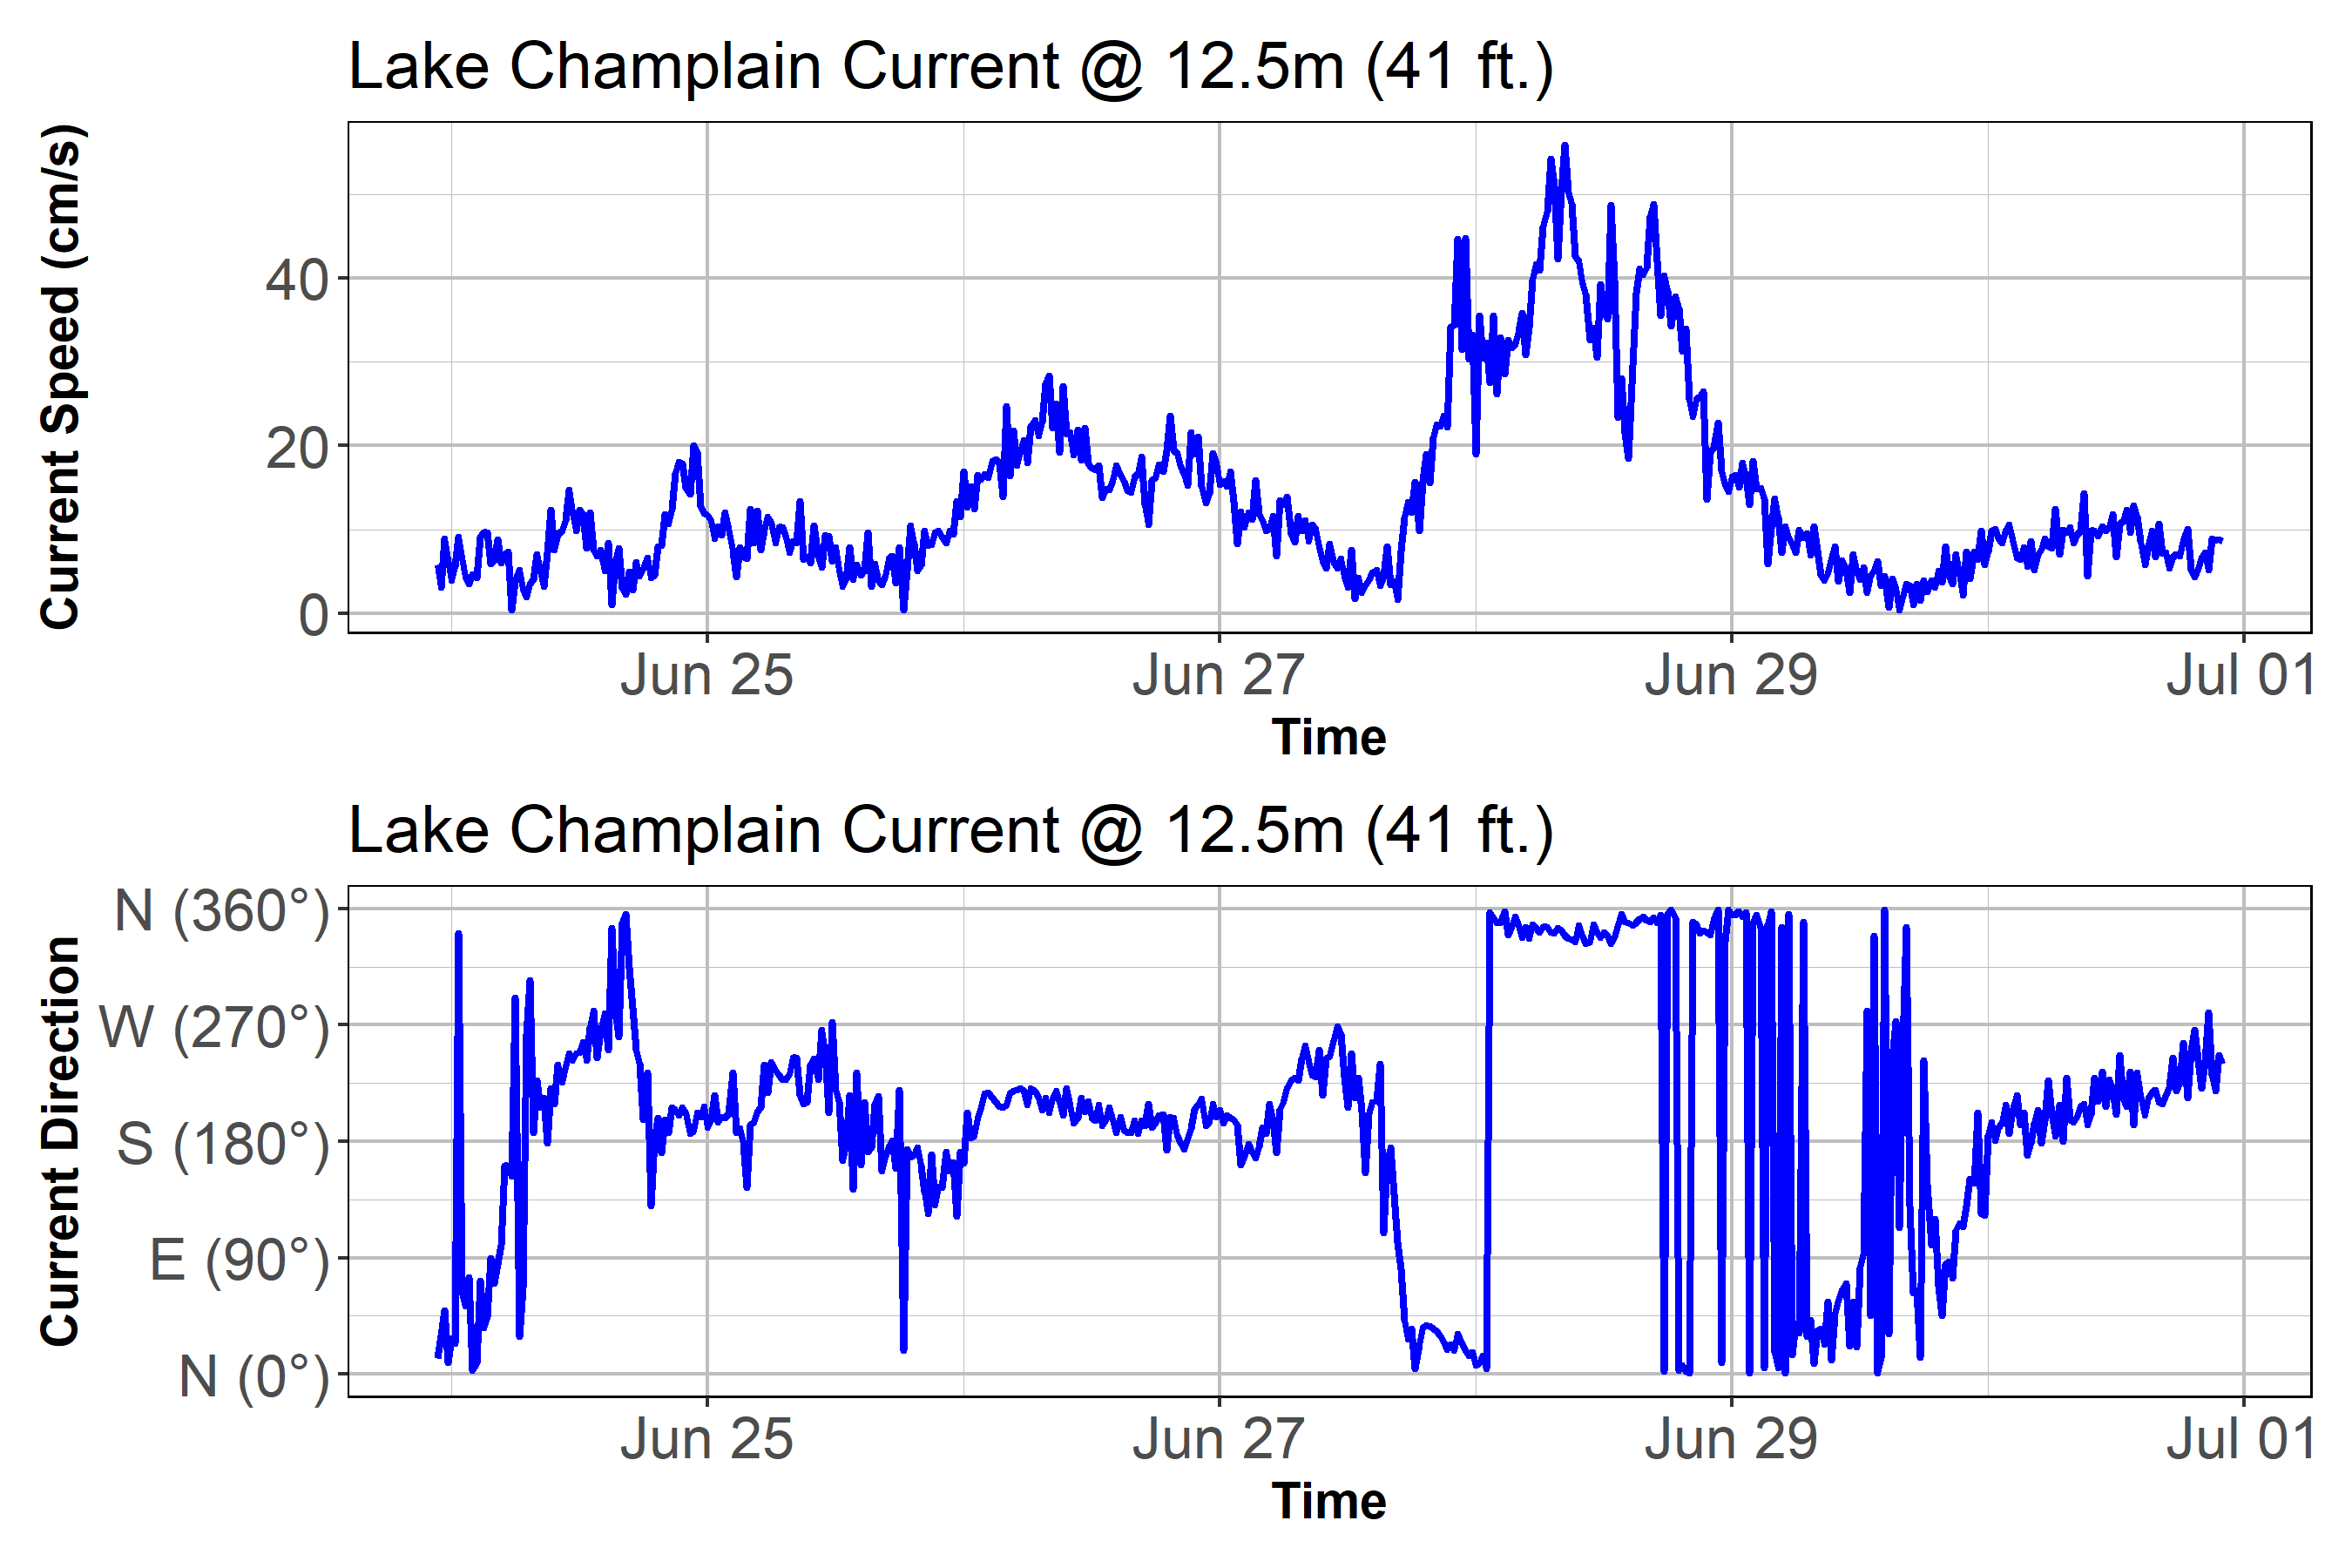 Lake Champlain Current @ 12.5m (41 ft.)
Current Speed (cm/s)
40
20
0
Jun 25 Jun 27 Jun 29 Jul 01
Time
Lake Champlain Current @ 12.5m (41 ft.)
Current Direction
N (360°)
W (270°)
S (180°)
E (90°)
N (0°)
Jun 25 Jun 27 Jun 29 Jul 01
Time